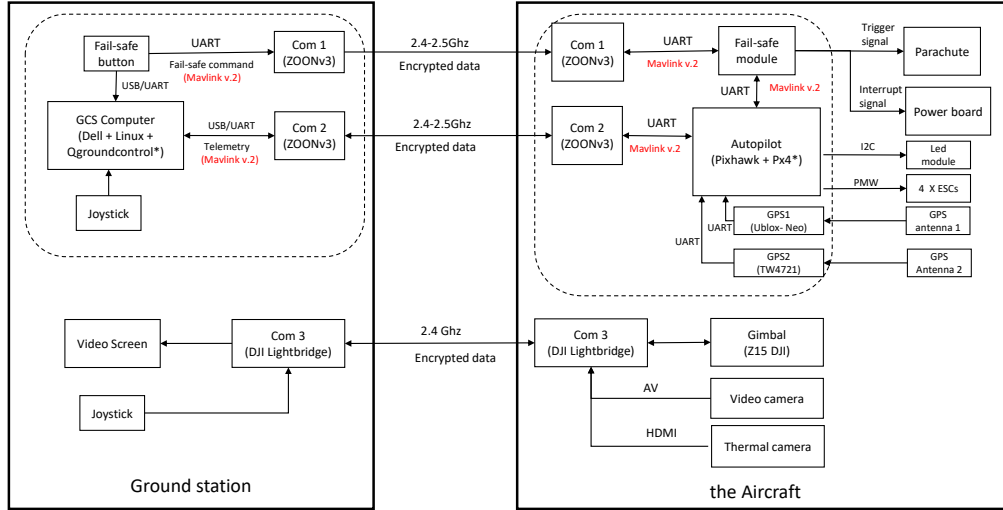 Fail-safe
button
UART
Fail-safe command
(Mavlink v.2)
Com 1
(ZOONv3)
USB/UART
GCS Computer
(Dell + Linux +
Qgroundcontrol*)
USB/UART
Telemetry
(Mavlink v.2)
Com 2
(ZOONv3)
Joystick
2.4-2.5Ghz
Encrypted data
2.4-2.5Ghz
Encrypted data
Com 1
(ZOONv3)
UART
Mavlink v.2
Fail-safe
module
Trigger
signal
Parachute
UART
Mavlink v.2
Interrupt
signal
Power board
Com 2
(ZOONv3)
UART
Mavlink v.2
Autopilot
(Pixhawk + Px4*)
I2C
Led
module
PMW
4 X ESCs
UART
GPS1
(Ublox- Neo)
GPS
antenna 1
UART
GPS2
(TW4721)
GPS
Antenna 2
Video Screen
Com 3
(DJI Lightbridge)
Joystick
2.4 Ghz
Encrypted data
Com 3
(DJI Lightbridge)
Gimbal
(Z15 DJI)
AV
Video camera
HDMI
Thermal camera
Ground station
the Aircraft